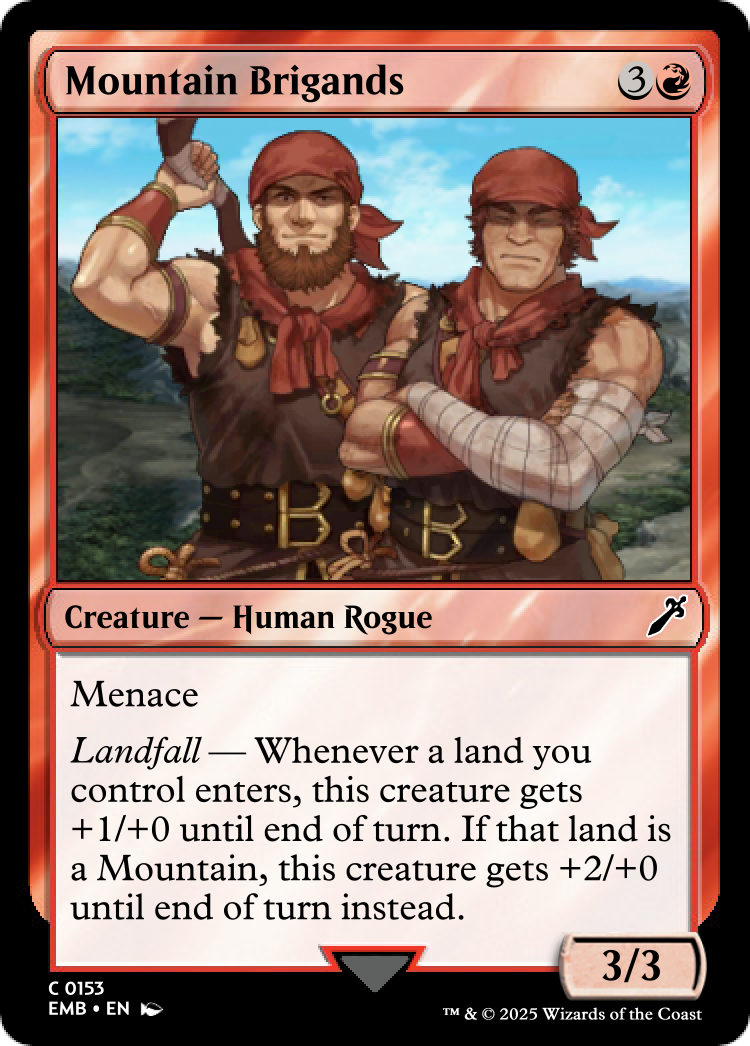 Mountain Brigands 3
Creature — Human Rogue
Menace
Landfall — Whenever a land you
control enters, this creature gets
+1/+0 until end of turn. If that land is
a Mountain, this creature gets +2/+0
until end of turn instead.
3/3
C 0153
EMB • EN
™ & © 2025 Wizards of the Coast